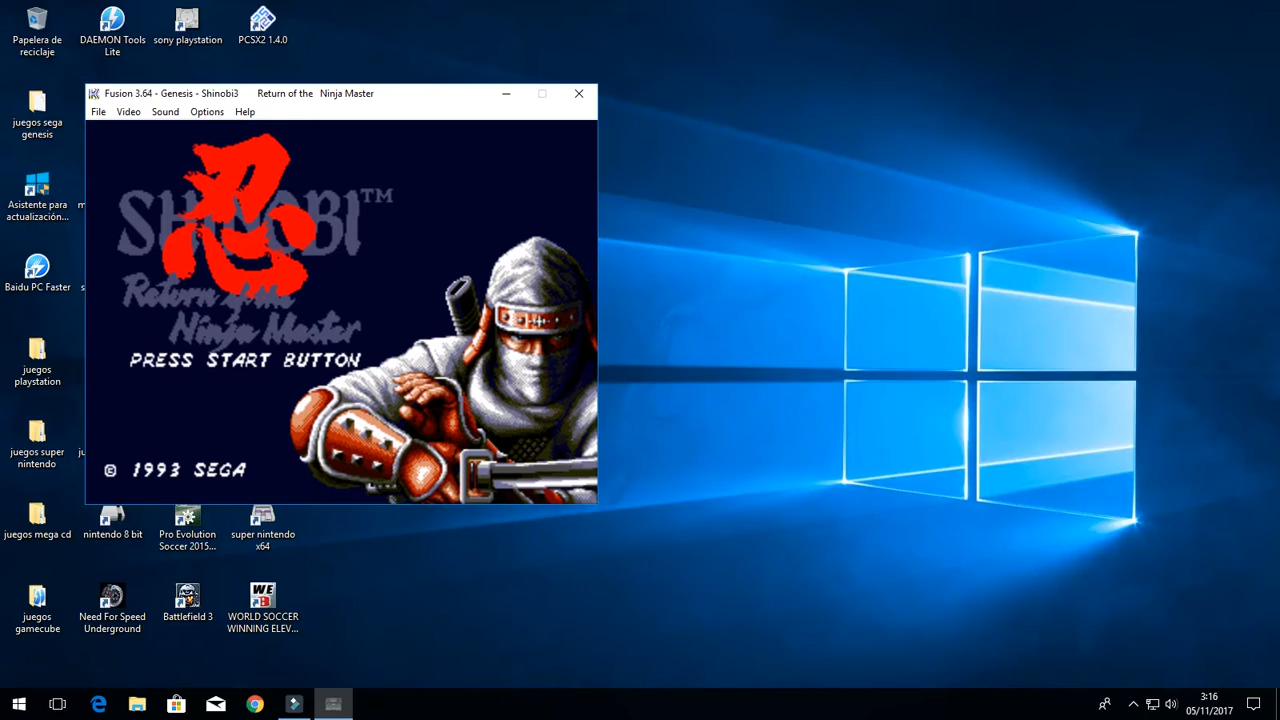 Papelera de
reciclaje
DAEMON Tools
Lite
sony playstation
PCSX2 1.4.0
Fusion 3.64 - Genesis - Shinobi3 Return of the Ninja Master
File Video Sound Options Help
juegos sega
genesis
忍
SHINOBI™
Return of the
Ninja Master
PRESS START BUTTON
© 1993 SEGA
Asistente para
actualización...
Baidu PC Faster
juegos
playstation
juegos super
nintendo
juegos mega cd
nintendo 8 bit
Pro Evolution
Soccer 2015...
super nintendo
x64
juegos
gamecube
Need For Speed
Underground
Battlefield 3
WE
WORLD SOCCER
WINNING ELEV...
3:16
05/11/2017